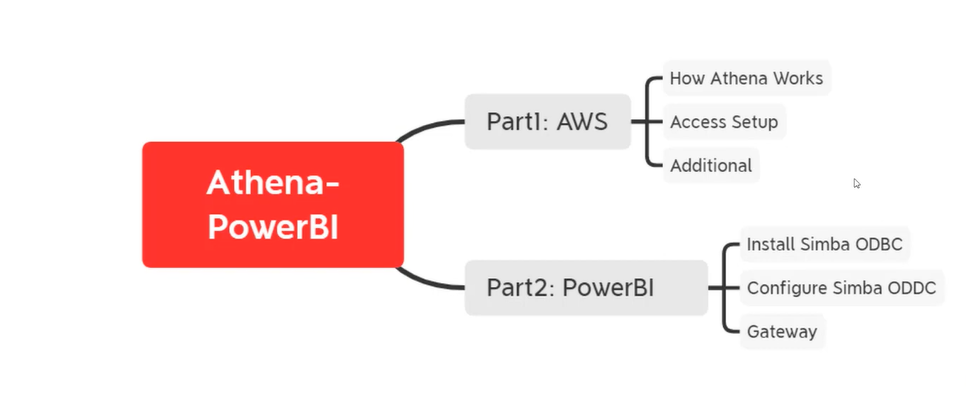 Athena-
PowerBI
Part1: AWS
How Athena Works
Access Setup
Additional
Part2: PowerBI
Install Simba ODBC
Configure Simba ODDC
Gateway